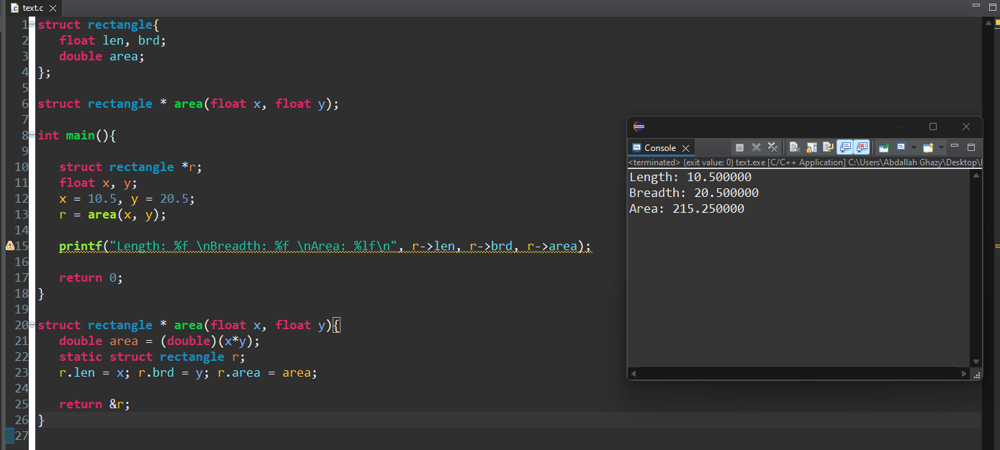 text.c
1 struct rectangle{
2 float len, brd;
3 double area;
4 };
5
6 struct rectangle * area(float x, float y);
7
8 int main(){
9
10 struct rectangle *r;
11 float x, y;
12 x = 10.5, y = 20.5;
13 r = area(x, y);
14
15 printf("Length: %f \nBreadth: %f \nArea: %lf\n", r->len, r->brd, r->area);
16
17 return 0;
18 }
19
20 struct rectangle * area(float x, float y){
21 double area = (double)(x*y);
22 static struct rectangle r;
23 r.len = x; r.brd = y; r.area = area;
24
25 return &r;
26 }
27
Console
<terminated> (exit value: 0) text.exe [C/C++ Application] C:\Users\Abdallah Ghazy\Desktop\
Length: 10.500000
Breadth: 20.500000
Area: 215.250000